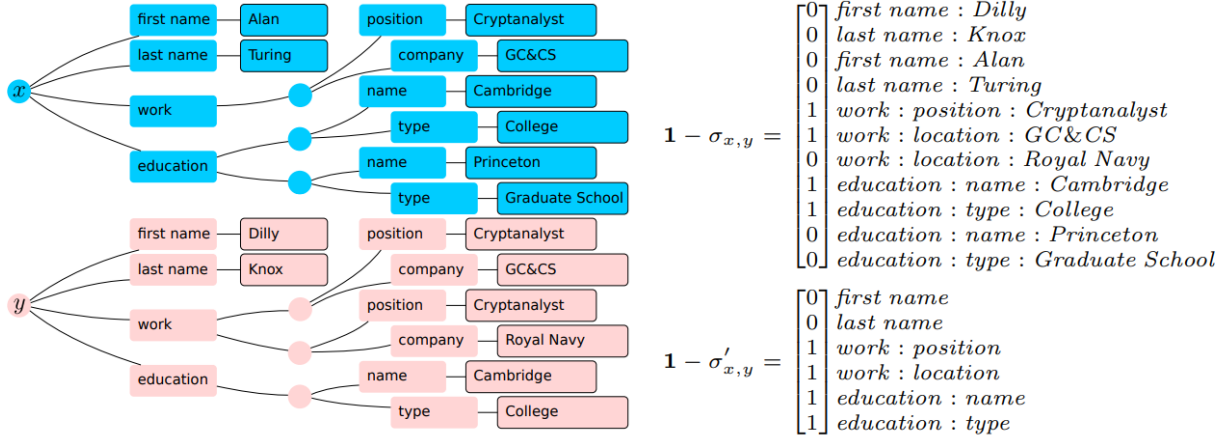 first name Alan
last name Turing
x
work
position Cryptanalyst
company GC&CS
education
name Cambridge
type College
name Princeton
type Graduate School
first name Dilly
last name Knox
y
work
position Cryptanalyst
company GC&CS
position Cryptanalyst
company Royal Navy
education
name Cambridge
type College
1 − σx,y =
0 first name : Dilly
0 last name : Knox
0 first name : Alan
0 last name : Turing
1 work : position : Cryptanalyst
1 work : location : GC&CS
0 work : location : Royal Navy
1 education : name : Cambridge
1 education : type : College
0 education : name : Princeton
0 education : type : Graduate School
1 − σ′x,y =
0 first name
0 last name
1 work : position
1 work : location
1 education : name
1 education : type